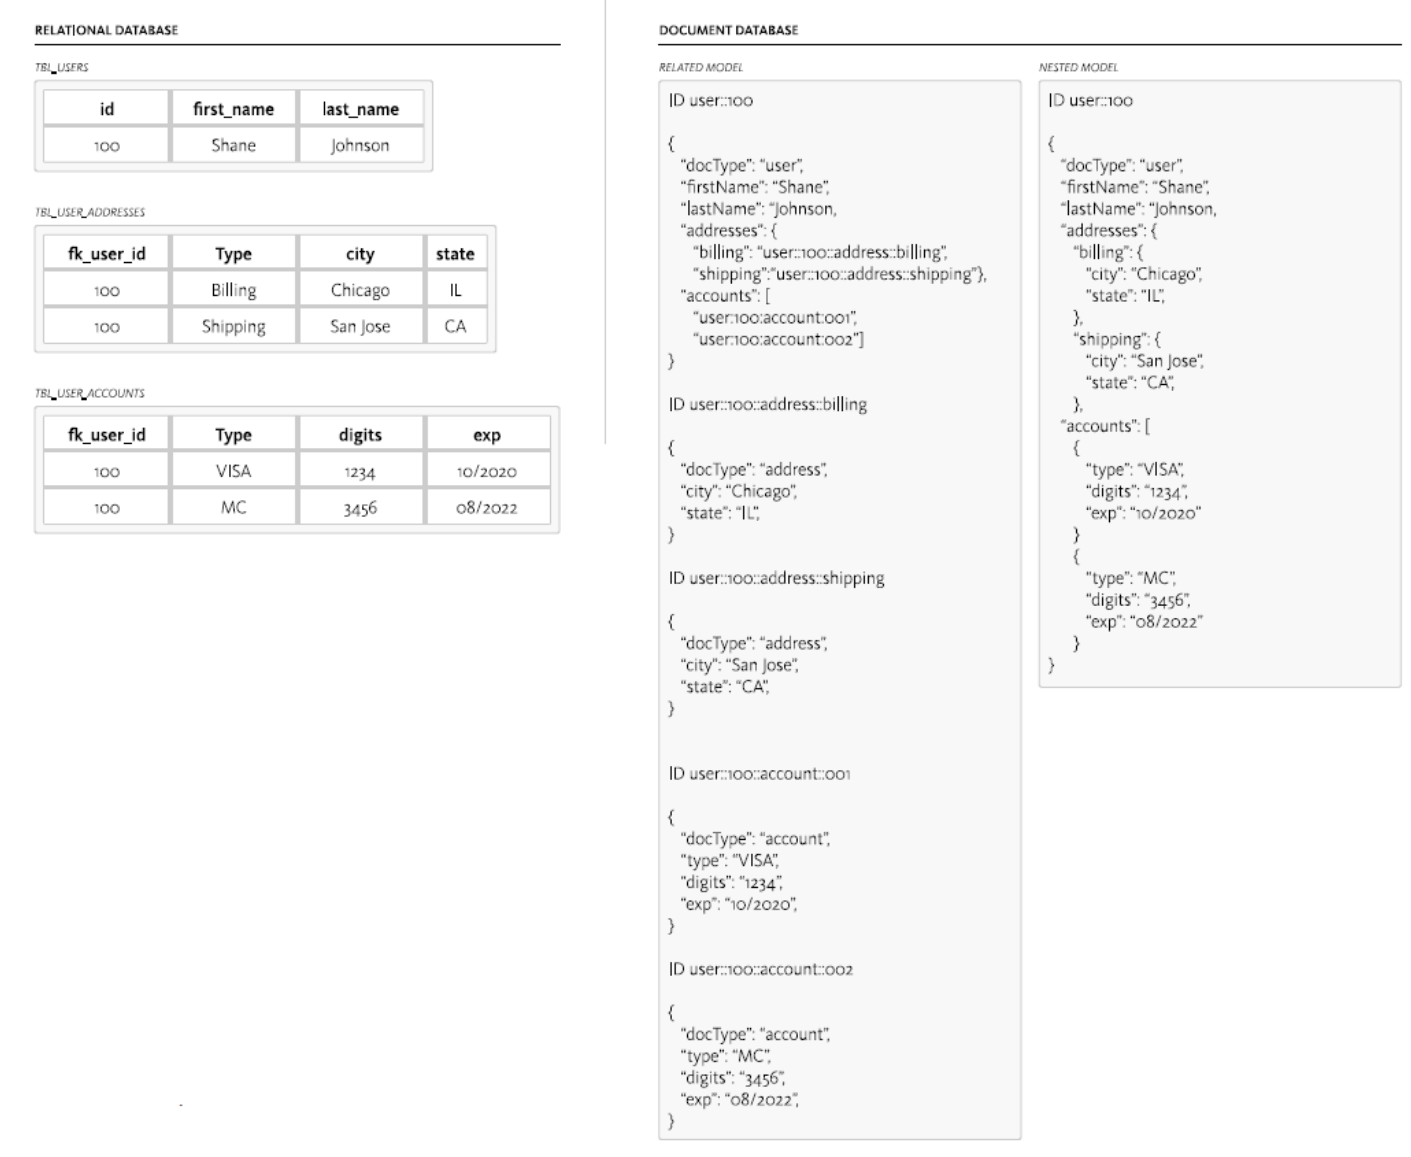 RELATIONAL DATABASE
TBL_USERS
id first_name last_name
100 Shane Johnson
TBL_USER_ADDRESSES
fk_user_id Type city state
100 Billing Chicago IL
100 Shipping San Jose CA
TBL_USER_ACCOUNTS
fk_user_id Type digits exp
100 VISA 1234 10/2020
100 MC 3456 08/2022
DOCUMENT DATABASE
RELATED MODEL
ID user::100
{
"docType": "user",
"firstName": "Shane",
"lastName": "Johnson,
"addresses": {
"billing": "user::100::address::billing",
"shipping":"user::100::address::shipping"},
"accounts": [
"user:100:account:001",
"user:100:account:002"]
}
ID user::100::address::billing
{
"docType": "address",
"city": "Chicago",
"state": "IL",
}
ID user::100::address::shipping
{
"docType": "address",
"city": "San Jose",
"state": "CA",
}
ID user::100::account::001
{
"docType": "account",
"type": "VISA",
"digits": "1234",
"exp": "10/2020",
}
ID user::100::account::002
{
"docType": "account",
"type": "MC",
"digits": "3456",
"exp": "08/2022",
}
NESTED MODEL
ID user::100
{
"docType": "user",
"firstName": "Shane",
"lastName": "Johnson,
"addresses": {
"billing": {
"city": "Chicago",
"state": "IL",
},
"shipping": {
"city": "San Jose",
"state": "CA",
},
"accounts": [
{
"type": "VISA",
"digits": "1234",
"exp": "10/2020"
}
{
"type": "MC",
"digits": "3456",
"exp": "08/2022"
}
}